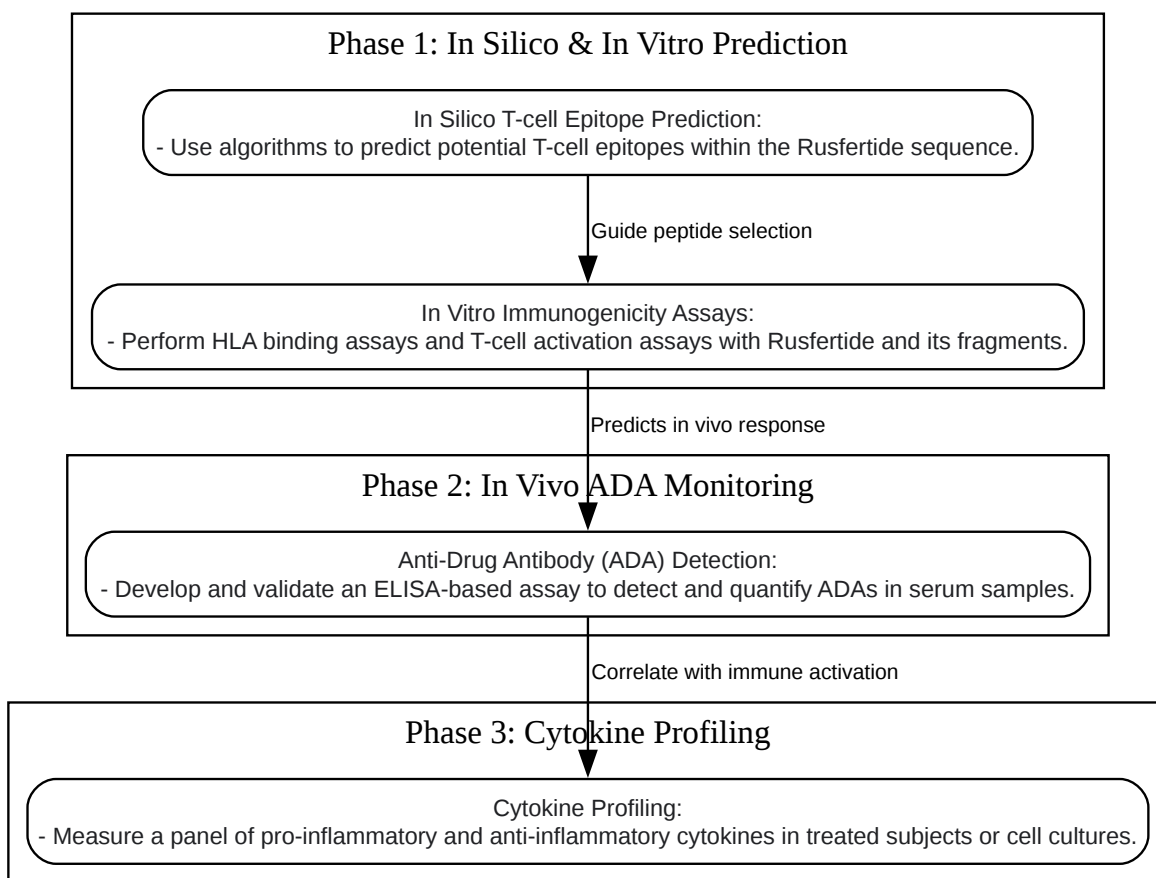 Phase 1: In Silico & In Vitro Prediction
In Silico T-cell Epitope Prediction:
- Use algorithms to predict potential T-cell epitopes within the Rusfertide sequence.
Guide peptide selection
In Vitro Immunogenicity Assays:
- Perform HLA binding assays and T-cell activation assays with Rusfertide and its fragments.
Predicts in vivo response
Phase 2: In Vivo ADA Monitoring
Anti-Drug Antibody (ADA) Detection:
- Develop and validate an ELISA-based assay to detect and quantify ADAs in serum samples.
Correlate with immune activation
Phase 3: Cytokine Profiling
Cytokine Profiling:
- Measure a panel of pro-inflammatory and anti-inflammatory cytokines in treated subjects or cell cultures.